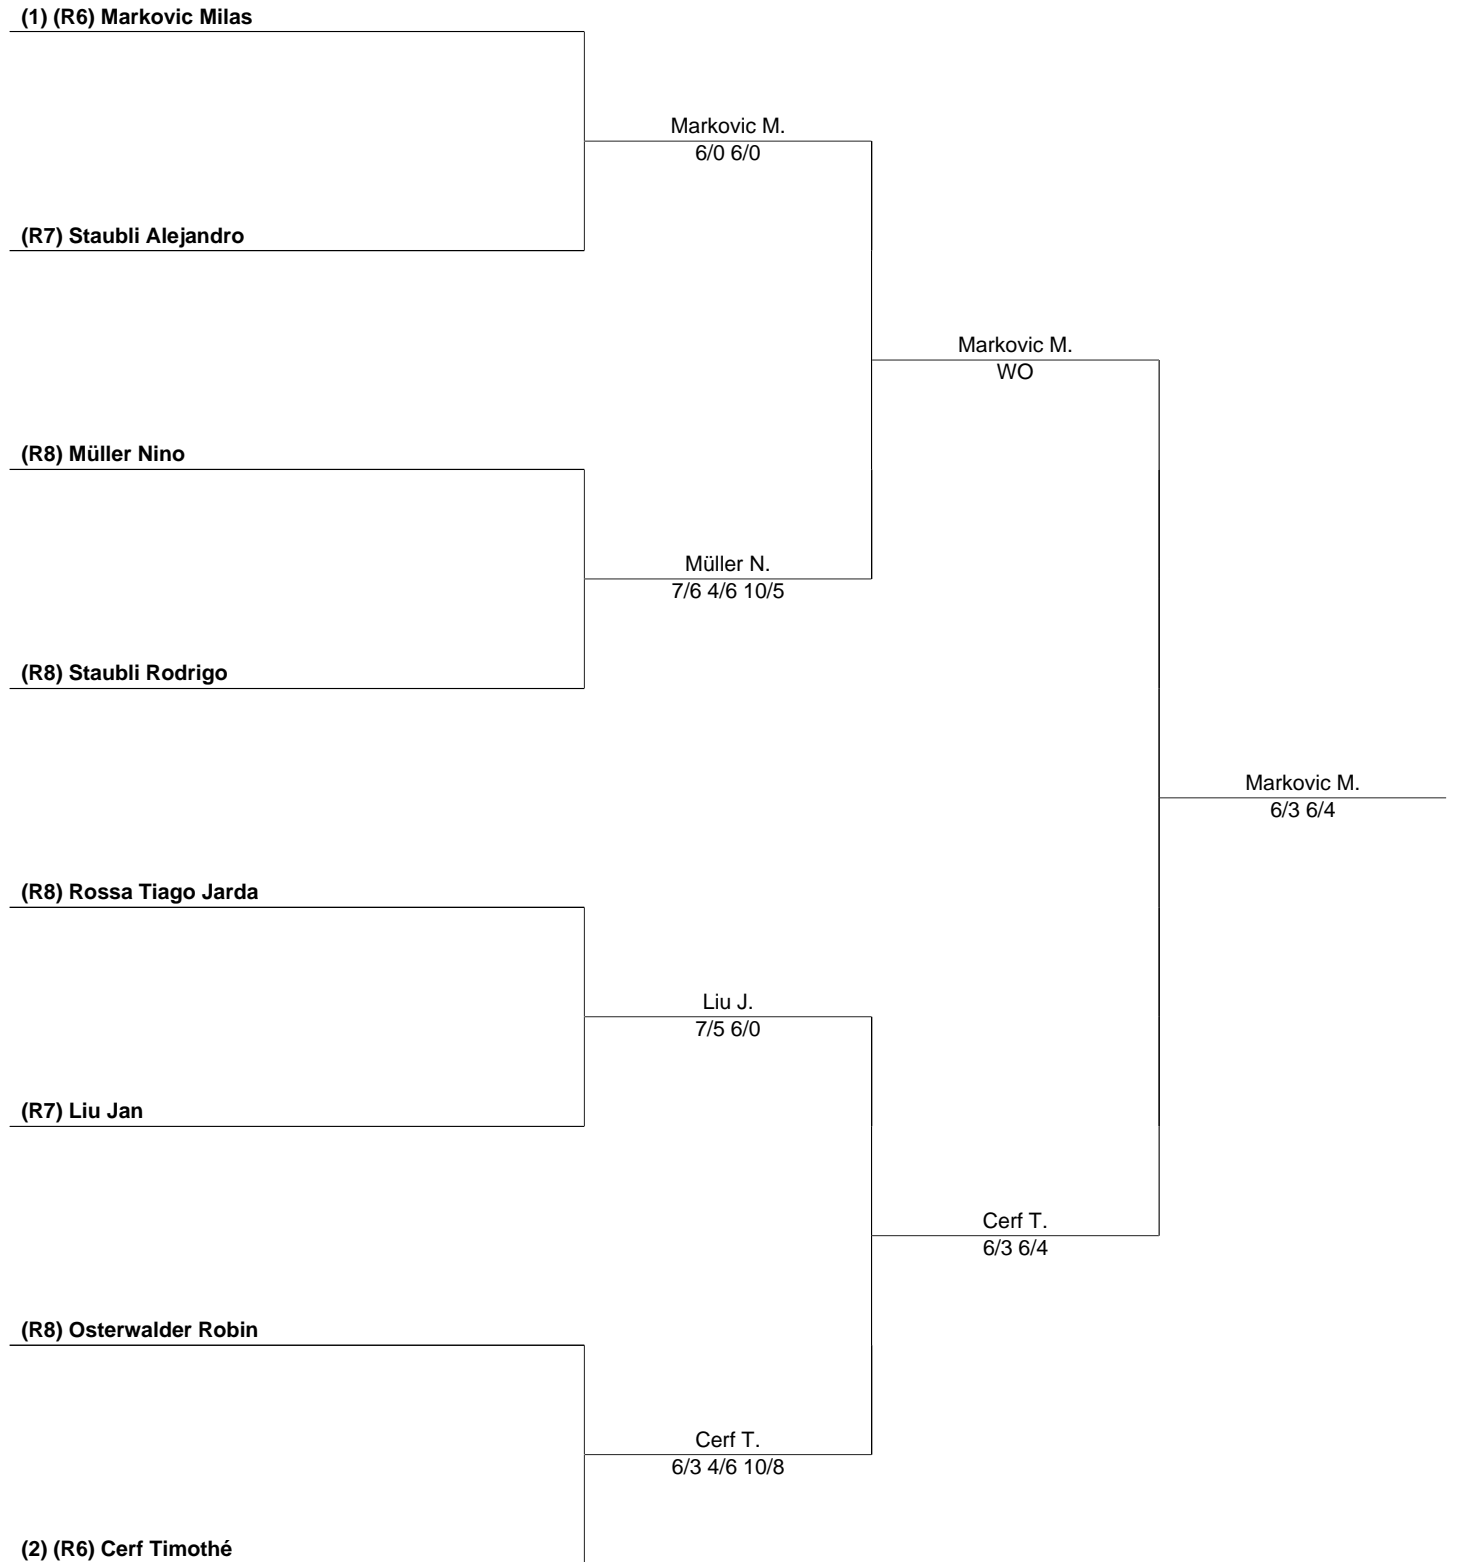 (1) (R6) Markovic Milas
Markovic M.
6/0 6/0
(R7) Staubli Alejandro
Markovic M.
WO
(R8) Müller Nino
Müller N.
7/6 4/6 10/5
(R8) Staubli Rodrigo
Markovic M.
6/3 6/4
(R8) Rossa Tiago Jarda
Liu J.
7/5 6/0
(R7) Liu Jan
Cerf T.
6/3 6/4
(R8) Osterwalder Robin
Cerf T.
6/3 4/6 10/8
(2) (R6) Cerf Timothé